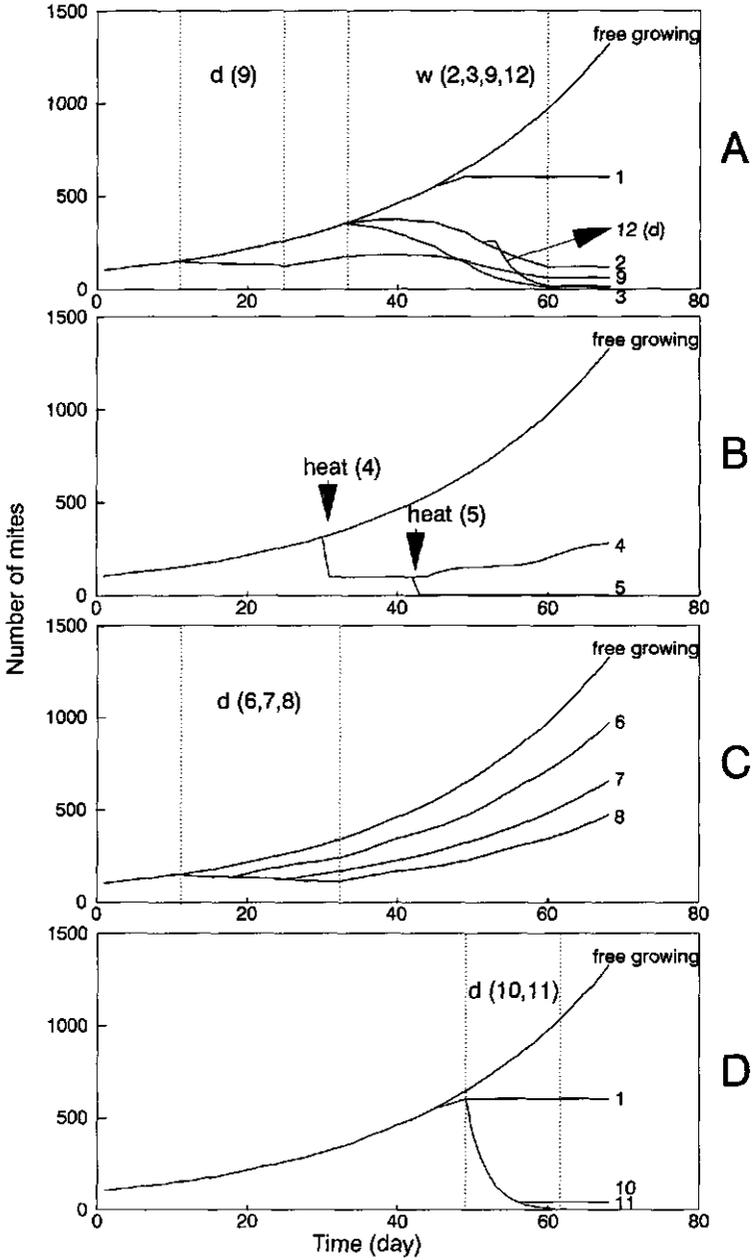 1500
free growing
d (9)
w (2,3,9,12)
1000
A
500
1
12 (d)
2
9
3
0
0
20
40
60
80
1500
free growing
1000
B
heat (4)
500
heat (5)
4
5
0
0
20
40
60
80
Number of mites
1500
free growing
d (6,7,8)
1000
6
C
7
500
8
0
0
20
40
60
80
1500
free growing
d (10,11)
1000
D
1
500
10
11
0
0
20
40
60
80
Time (day)